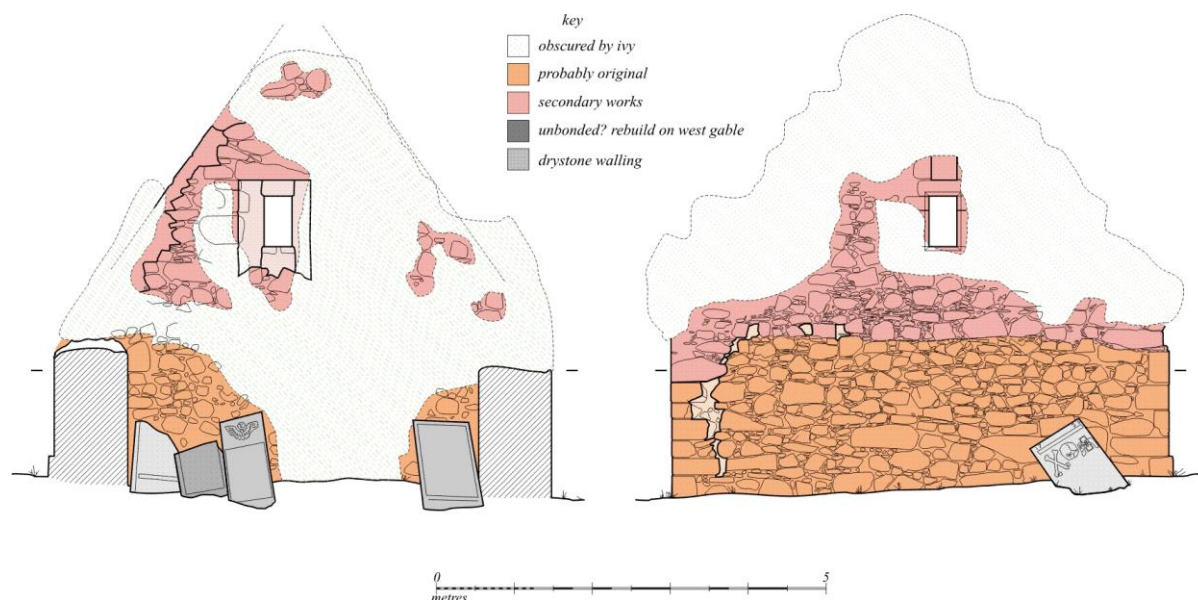 key
obscured by ivy
probably original
secondary works
unbonded? rebuild on west gable
drystone walling
0
5
metres